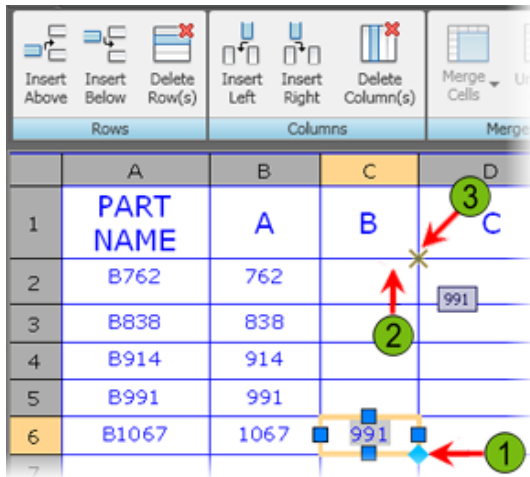 Insert Above
Insert Below
Delete Row(s)
Insert Left
Insert Right
Delete Column(s)
Merge Cells
Rows
Columns
Merge
A B C D
1 PART NAME A B C
3
2 B762 762
991
2
3 B838 838
4 B914 914
5 B991 991
6 B1067 1067 991
1
7